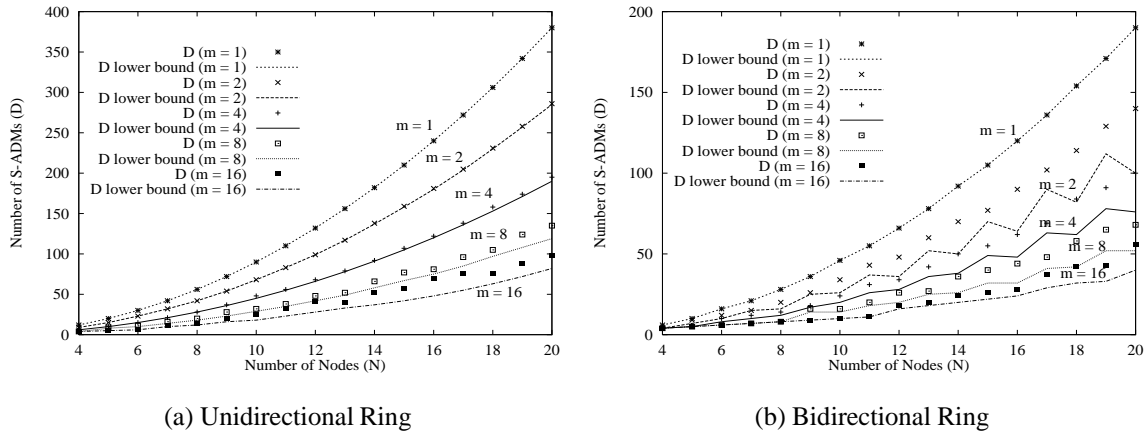 400
350
300
250
200
150
100
50
0
4
6
8
10
12
14
16
18
20
Number of S-ADMs (D)
Number of Nodes (N)
D (m = 1)
D lower bound (m = 1)
D (m = 2)
D lower bound (m = 2)
D (m = 4)
D lower bound (m = 4)
D (m = 8)
D lower bound (m = 8)
D (m = 16)
D lower bound (m = 16)
m = 1
m = 2
m = 4
m = 8
m = 16
(a) Unidirectional Ring
200
150
100
50
0
4
6
8
10
12
14
16
18
20
Number of S-ADMs (D)
Number of Nodes (N)
D (m = 1)
D lower bound (m = 1)
D (m = 2)
D lower bound (m = 2)
D (m = 4)
D lower bound (m = 4)
D (m = 8)
D lower bound (m = 8)
D (m = 16)
D lower bound (m = 16)
m = 1
m = 2
m = 4
m = 8
m = 16
(b) Bidirectional Ring